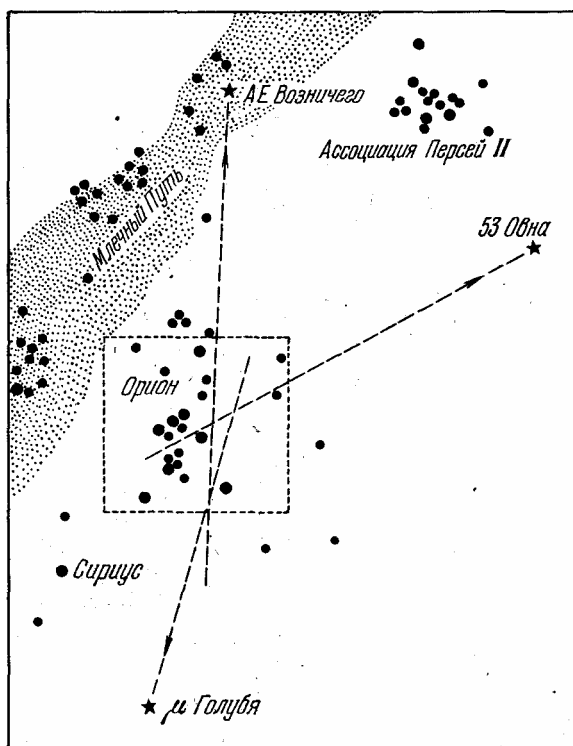 АЕ Возничего
Ассоциация Персей II
Млечный Путь
53 Овна
Орион
Сириус
μ Голубя